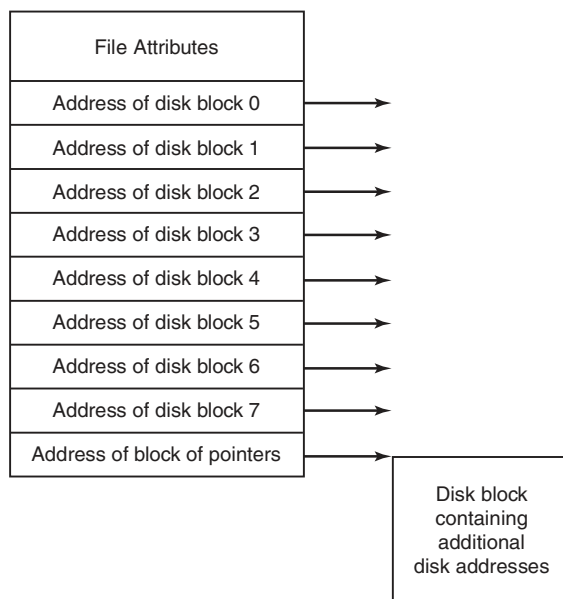 File Attributes
Address of disk block 0
Address of disk block 1
Address of disk block 2
Address of disk block 3
Address of disk block 4
Address of disk block 5
Address of disk block 6
Address of disk block 7
Address of block of pointers
Disk block
containing
additional
disk addresses